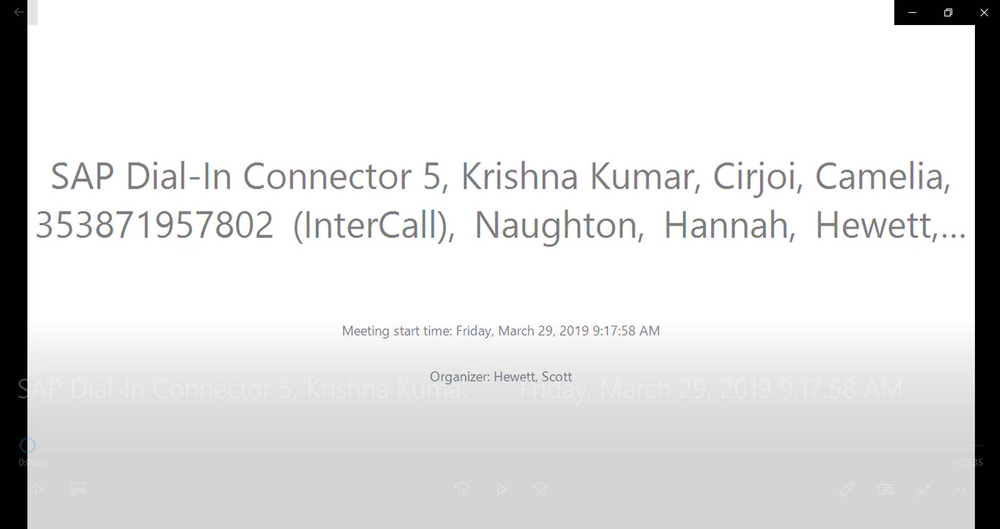 SAP Dial-In Connector 5, Krishna Kumar, Cirjoi, Camelia,
353871957802 (InterCall), Naughton, Hannah, Hewett,...
Meeting start time: Friday, March 29, 2019 9:17:58 AM
Organizer: Hewett, Scott
SAP Dial-In Connector 5, Krishna Kuma. . . - Friday, March 29, 2019 9.17.58 AM
0:00:02
0:25:35
10
30